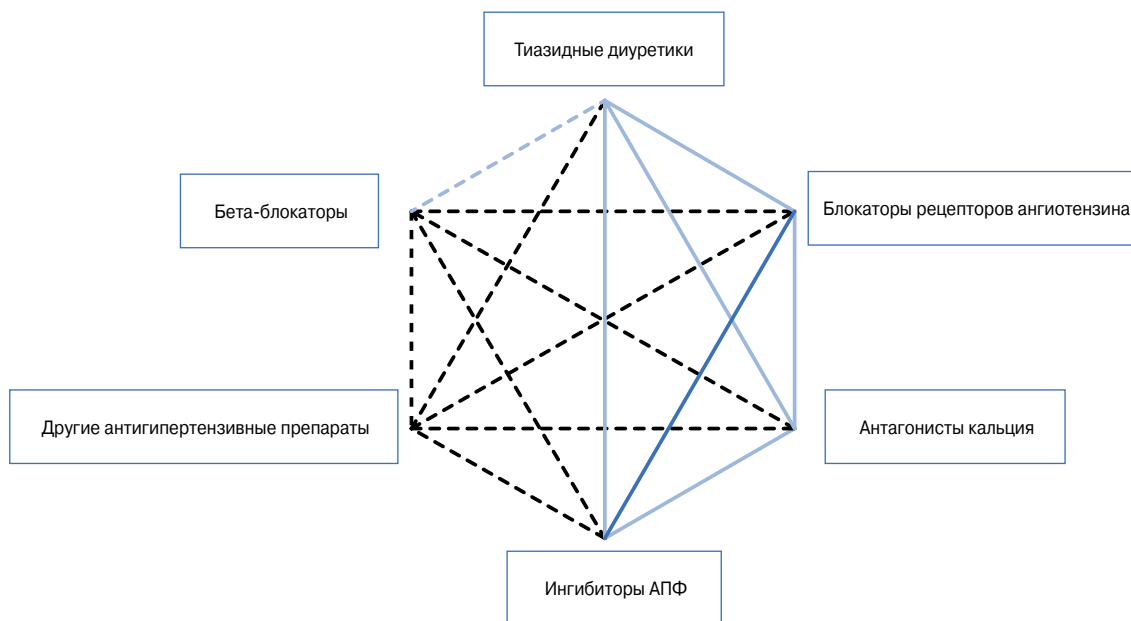 Тиазидные диуретики
Бета-блокаторы
Блокаторы рецепторов ангиотензина
Другие антигипертензивные препараты
Антагонисты кальция
Ингибиторы АПФ